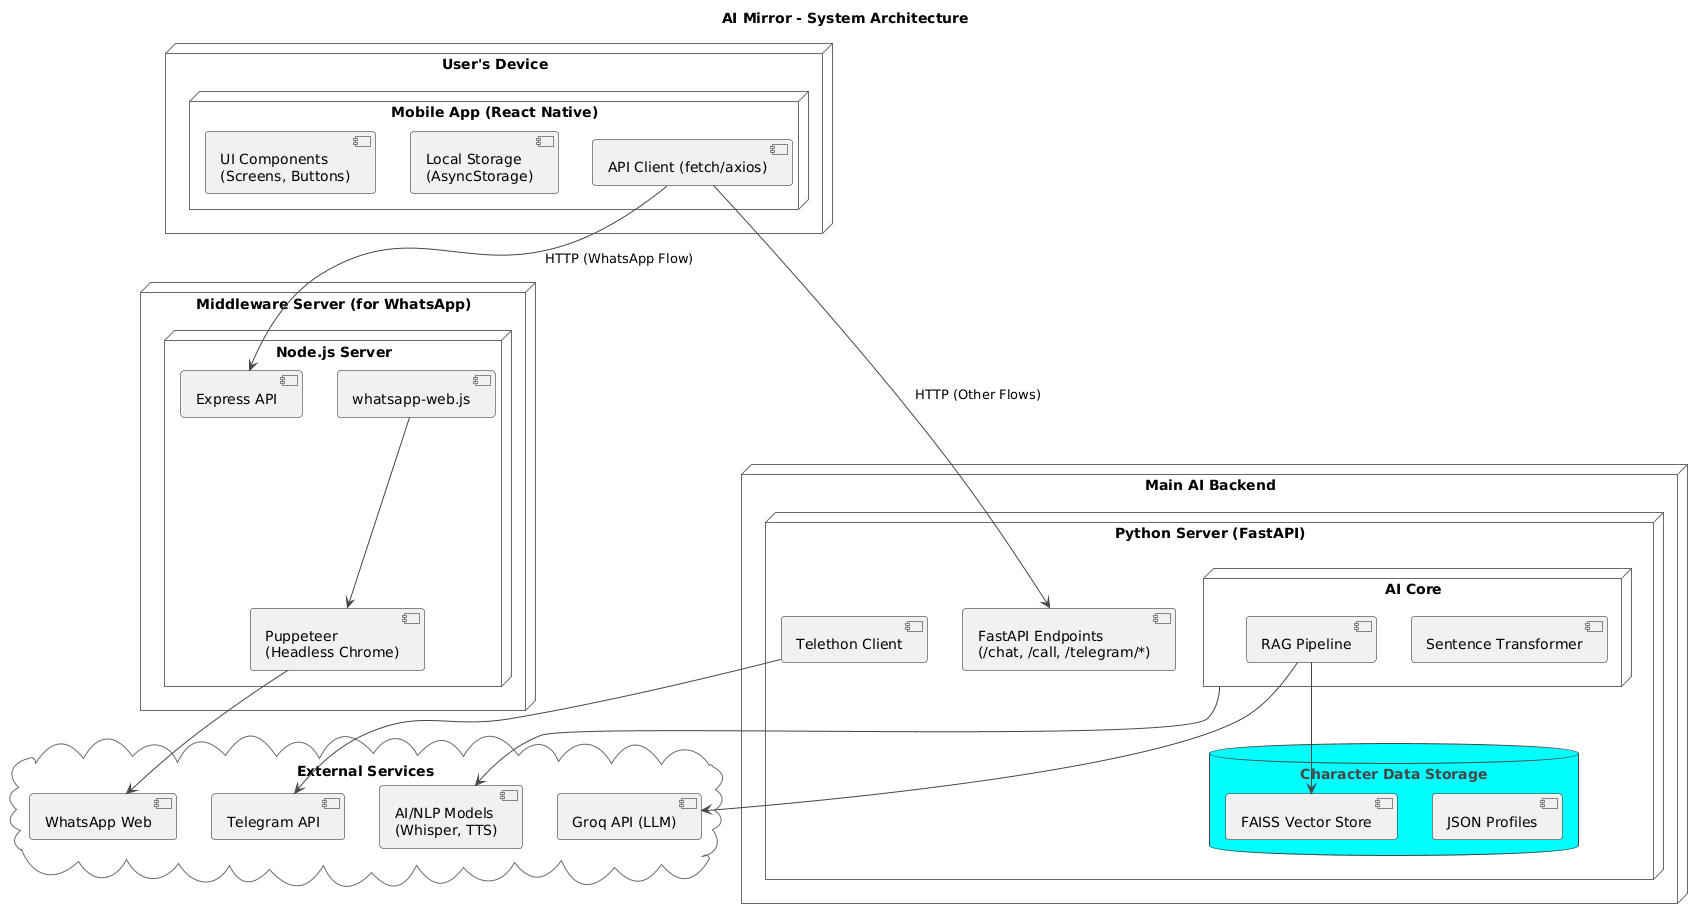 AI Mirror - System Architecture
User's Device
Mobile App (React Native)
UI Components
(Screens, Buttons)
Local Storage
(AsyncStorage)
API Client (fetch/axios)
HTTP (WhatsApp Flow)
Middleware Server (for WhatsApp)
Node.js Server
Express API
whatsapp-web.js
HTTP (Other Flows)
Main AI Backend
Python Server (FastAPI)
AI Core
Puppeteer
(Headless Chrome)
Telethon Client
FastAPI Endpoints
(/chat, /call, /telegram/*)
RAG Pipeline
Sentence Transformer
External Services
WhatsApp Web
Telegram API
AI/NLP Models
(Whisper, TTS)
Groq API (LLM)
Character Data Storage
FAISS Vector Store
JSON Profiles